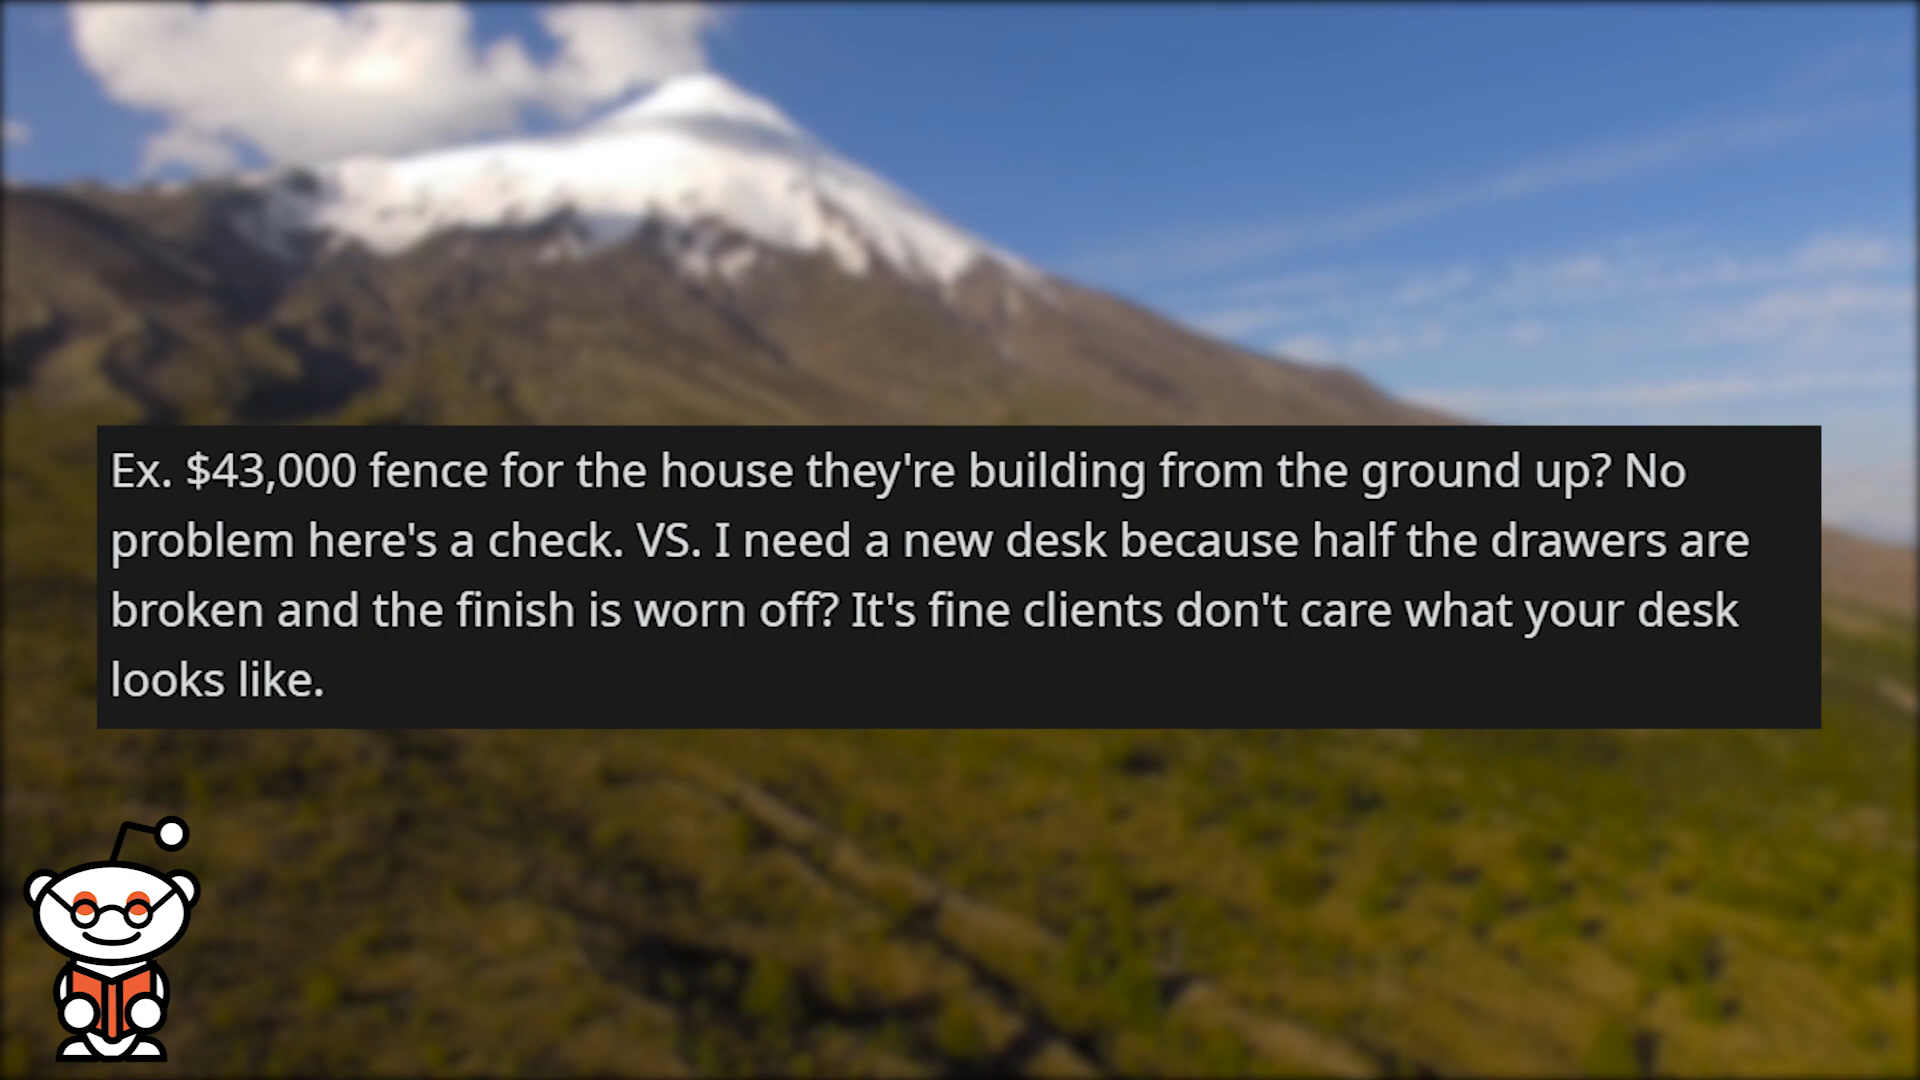 Ex. $43,000 fence for the house they're building from the ground up? No
problem here's a check. VS. I need a new desk because half the drawers are
broken and the finish is worn off? It's fine clients don't care what your desk
looks like.